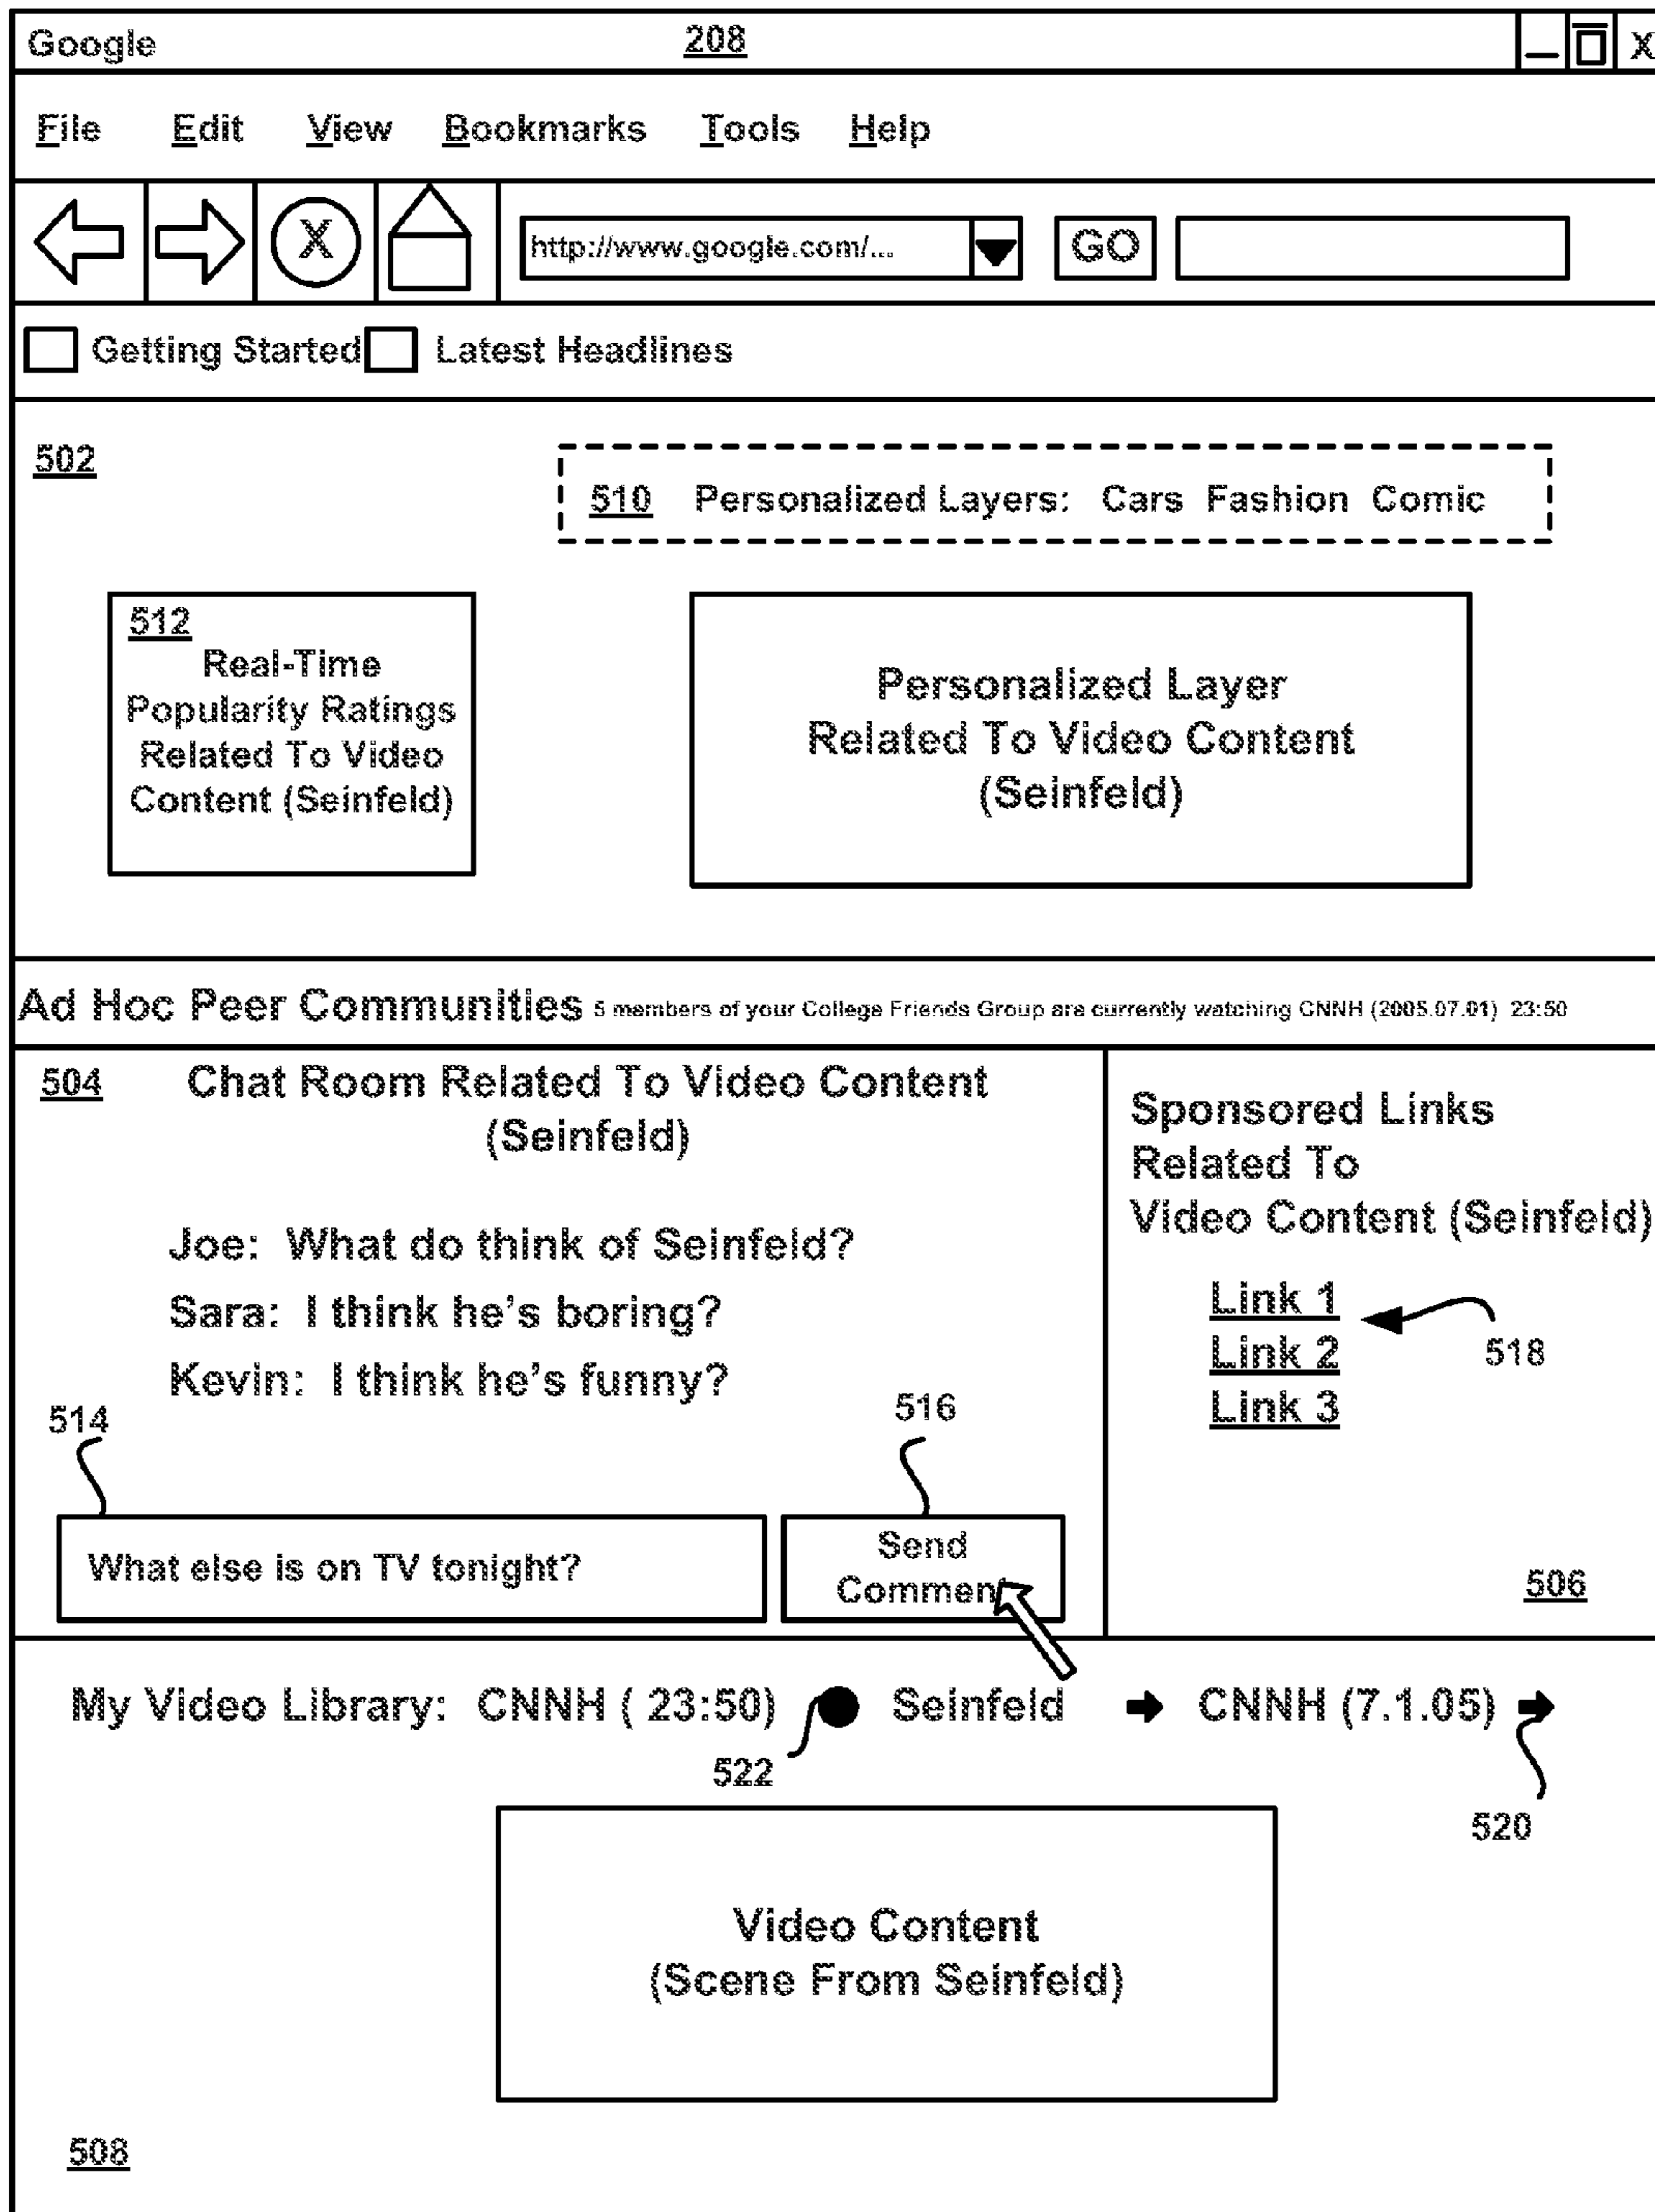 Google 208 X
File Edit View Bookmarks Tools Help
X http://www.google.com/... GO
Getting Started Latest Headlines
502
510 Personalized Layers: Cars Fashion Comic
512
Real-Time
Popularity Ratings
Related To Video
Content (Seinfeld)
Personalized Layer
Related To Video Content
(Seinfeld)
Ad Hoc Peer Communities 5 members of your College Friends Group are currently watching CNNH (2005.07.01) 23:50
504 Chat Room Related To Video Content
(Seinfeld)
Joe: What do think of Seinfeld?
Sara: I think he's boring?
Kevin: I think he's funny?
514
516
What else is on TV tonight?
Send
Comment
Sponsored Links
Related To
Video Content (Seinfeld)
Link 1
Link 2
Link 3
518
506
My Video Library: CNNH ( 23:50) Seinfeld CNNH (7.1.05)
522
520
Video Content
(Scene From Seinfeld)
508